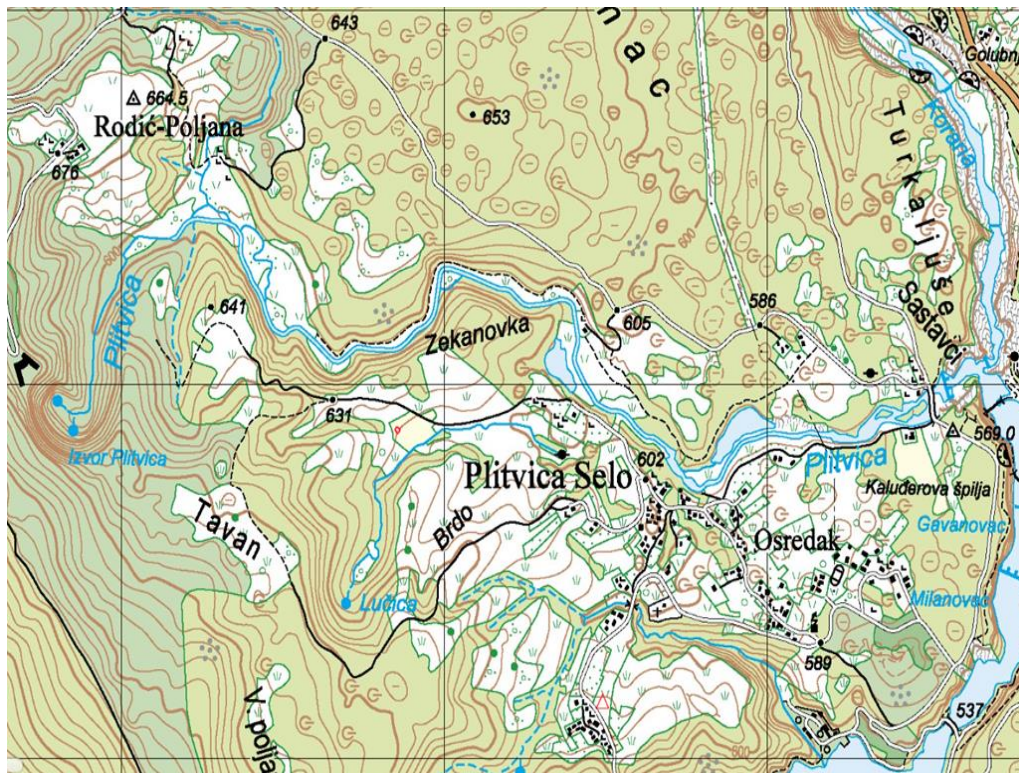 643
Golubnj
n a c
664.5
Rodić-Poljana
653
Korana
676
Turkaljuše
Plitvica
641
Zekanovka
605
586
Sastavci
631
569.0
Izvor Plitvica
Plitvica Selo
602
Plitvica
Kaluđerova špilja
Tavan
Brdo
Osredak
Gavanovac
Lučica
Milanovac
589
V polja
537